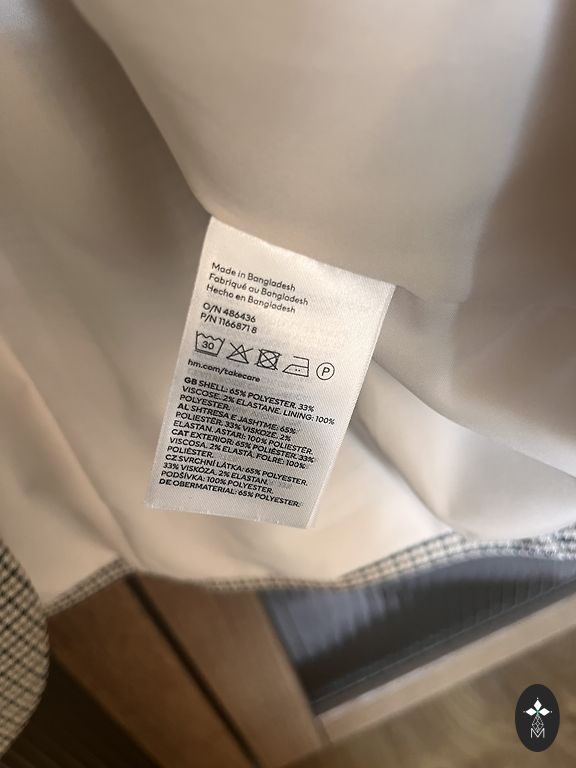 Made in Bangladesh
Fabriqué au Bangladesh
Hecho en Bangladesh
O/N 486436
P/N 1166871 8
30
P
hm.com/takecare
GB SHELL: 65% POLYESTER. 33%
VISCOSE. 2% ELASTANE. LINING: 100%
POLYESTER.
AL SHTRESA E JASHTME: 65%
POLIESTER. 33% VISKOZË. 2%
ELASTAN. ASTARI: 100% POLIESTER.
CAT EXTERIOR: 65% POLIÈSTER. 33%
VISCOSA. 2% ELASTÀ. FOLRE: 100%
POLIÈSTER.
CZ SVRCHNÍ LÁTKA: 65% POLYESTER.
33% VISKÓZA. 2% ELASTAN.
PODŠÍVKA: 100% POLYESTER.
DE OBERMATERIAL: 65% POLYESTER.
M